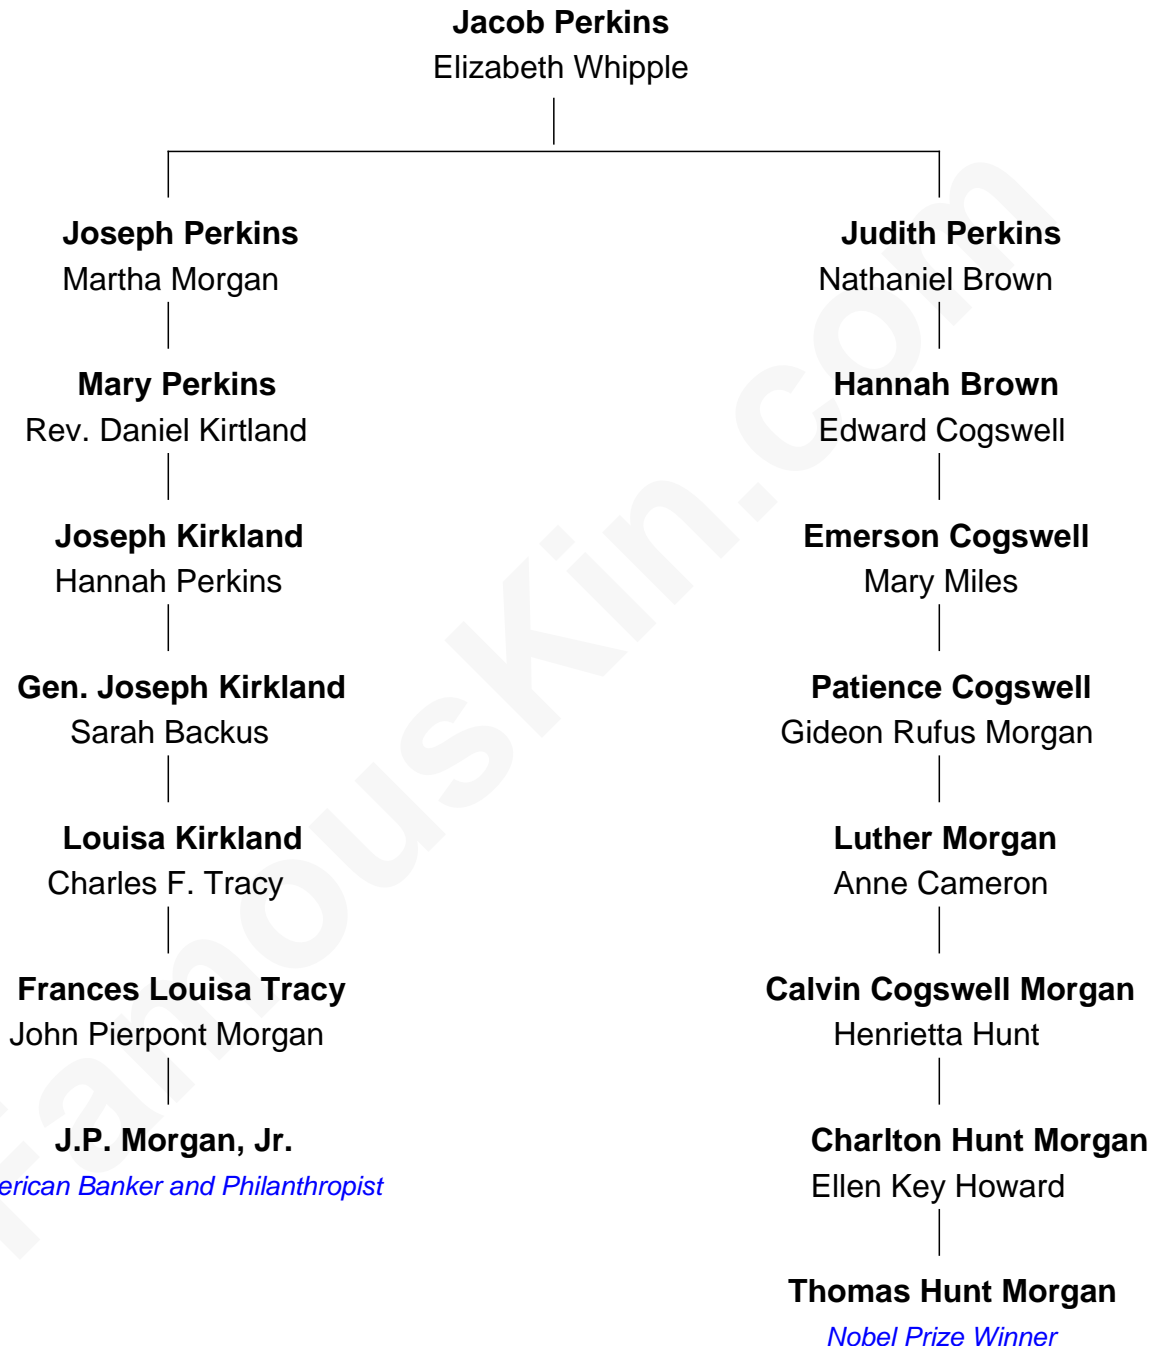 Jacob Perkins
Elizabeth Whipple
Joseph Perkins
Martha Morgan
Judith Perkins
Nathaniel Brown
Mary Perkins
Rev. Daniel Kirtland
Hannah Brown
Edward Cogswell
Joseph Kirkland
Hannah Perkins
Emerson Cogswell
Mary Miles
Gen. Joseph Kirkland
Sarah Backus
Patience Cogswell
Gideon Rufus Morgan
Louisa Kirkland
Charles F. Tracy
Luther Morgan
Anne Cameron
Frances Louisa Tracy
John Pierpont Morgan
Calvin Cogswell Morgan
Henrietta Hunt
J.P. Morgan, Jr.
erican Banker and Philanthropist
Charlton Hunt Morgan
Ellen Key Howard
Thomas Hunt Morgan
Nobel Prize Winner
FamousKin.com